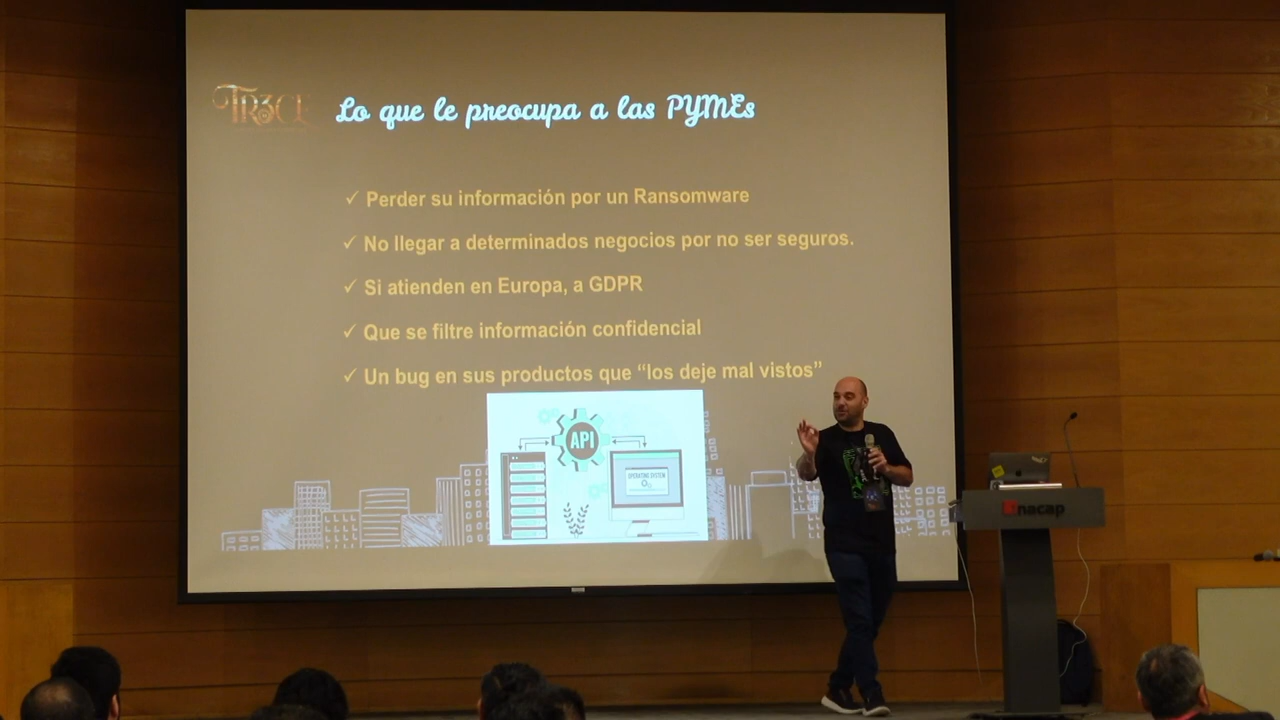 TR3CE
Lo que le preocupa a las PYMEs
✓ Perder su información por un Ransomware
✓ No llegar a determinados negocios por no ser seguros.
✓ Si atienden en Europa, a GDPR
✓ Que se filtre información confidencial
✓ Un bug en sus productos que “los deje mal vistos”
API
OPERATING SYSTEM
inacap